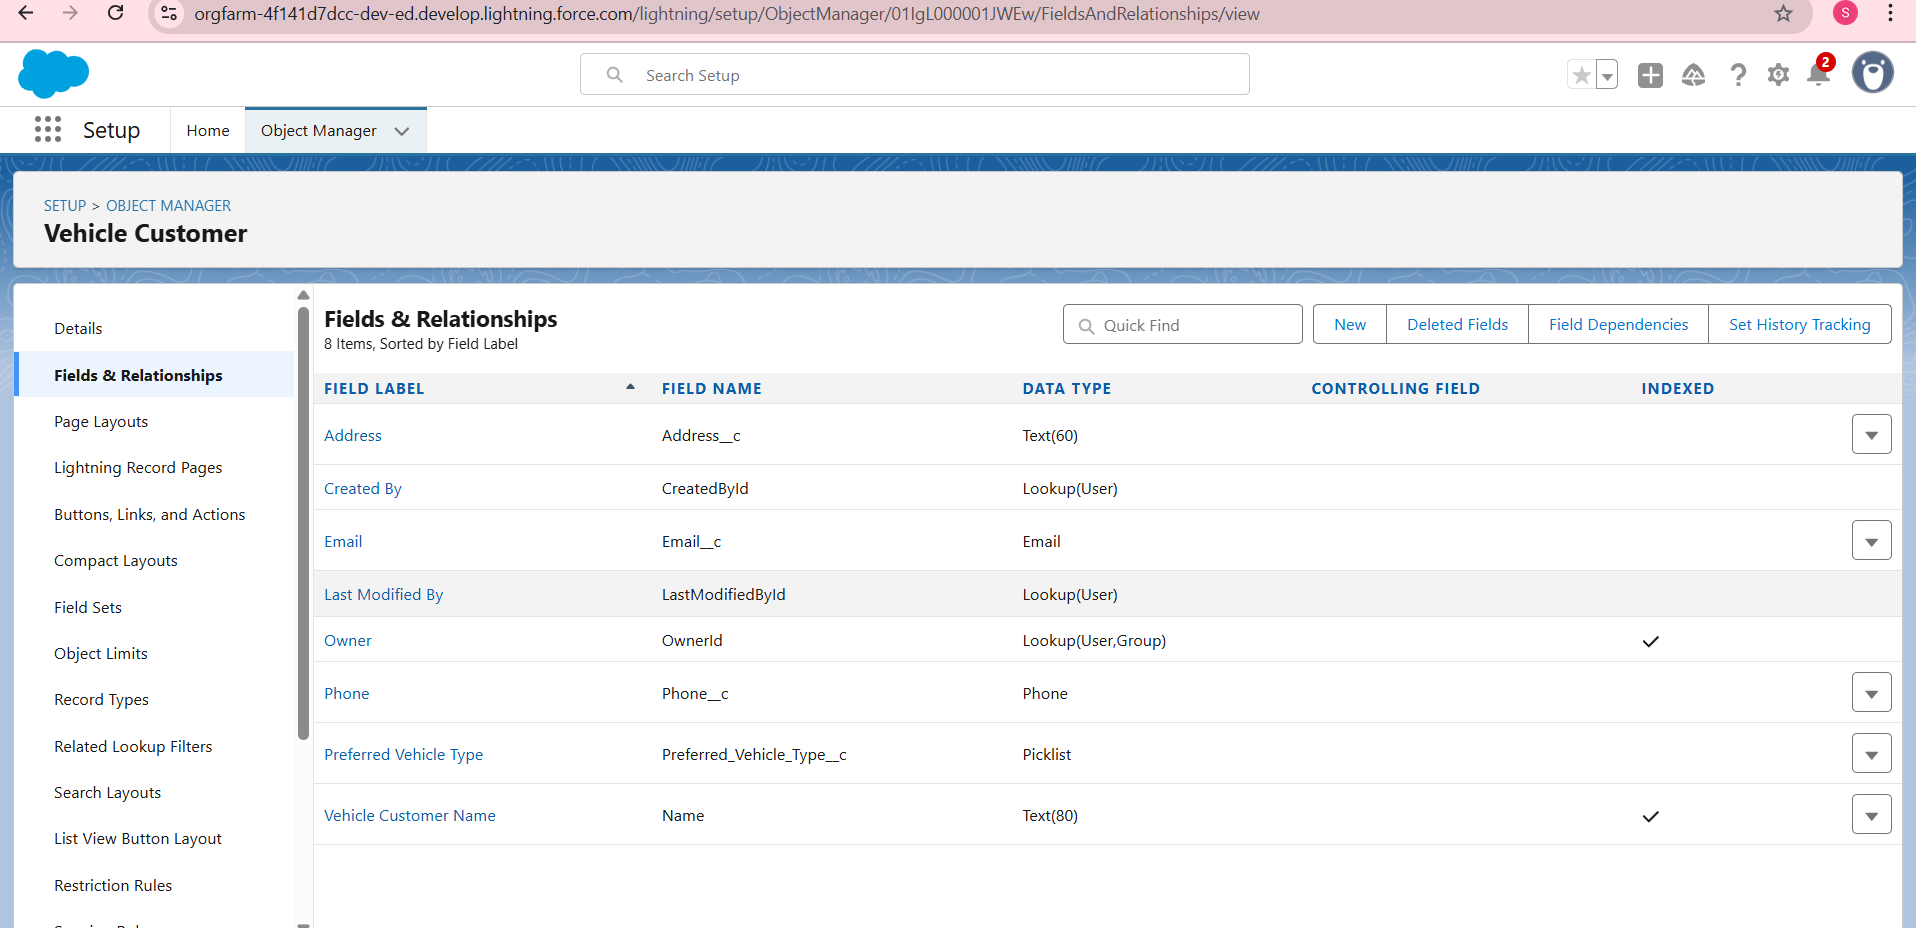 orgfarm-4f141d7dcc-dev-ed.develop.lightning.force.com/lightning/setup/ObjectManager/01IgL000001JWEw/FieldsAndRelationships/view
S
Search Setup
2
Setup
Home
Object Manager
SETUP > OBJECT MANAGER
Vehicle Customer
Details
Fields & Relationships
Page Layouts
Lightning Record Pages
Buttons, Links, and Actions
Compact Layouts
Field Sets
Object Limits
Record Types
Related Lookup Filters
Search Layouts
List View Button Layout
Restriction Rules
Fields & Relationships
8 Items, Sorted by Field Label
Quick Find
New
Deleted Fields
Field Dependencies
Set History Tracking
FIELD LABEL FIELD NAME DATA TYPE CONTROLLING FIELD INDEXED
Address Address__c Text(60)
Created By CreatedById Lookup(User)
Email Email__c Email
Last Modified By LastModifiedById Lookup(User)
Owner OwnerId Lookup(User,Group)
Phone Phone__c Phone
Preferred Vehicle Type Preferred_Vehicle_Type__c Picklist
Vehicle Customer Name Name Text(80)